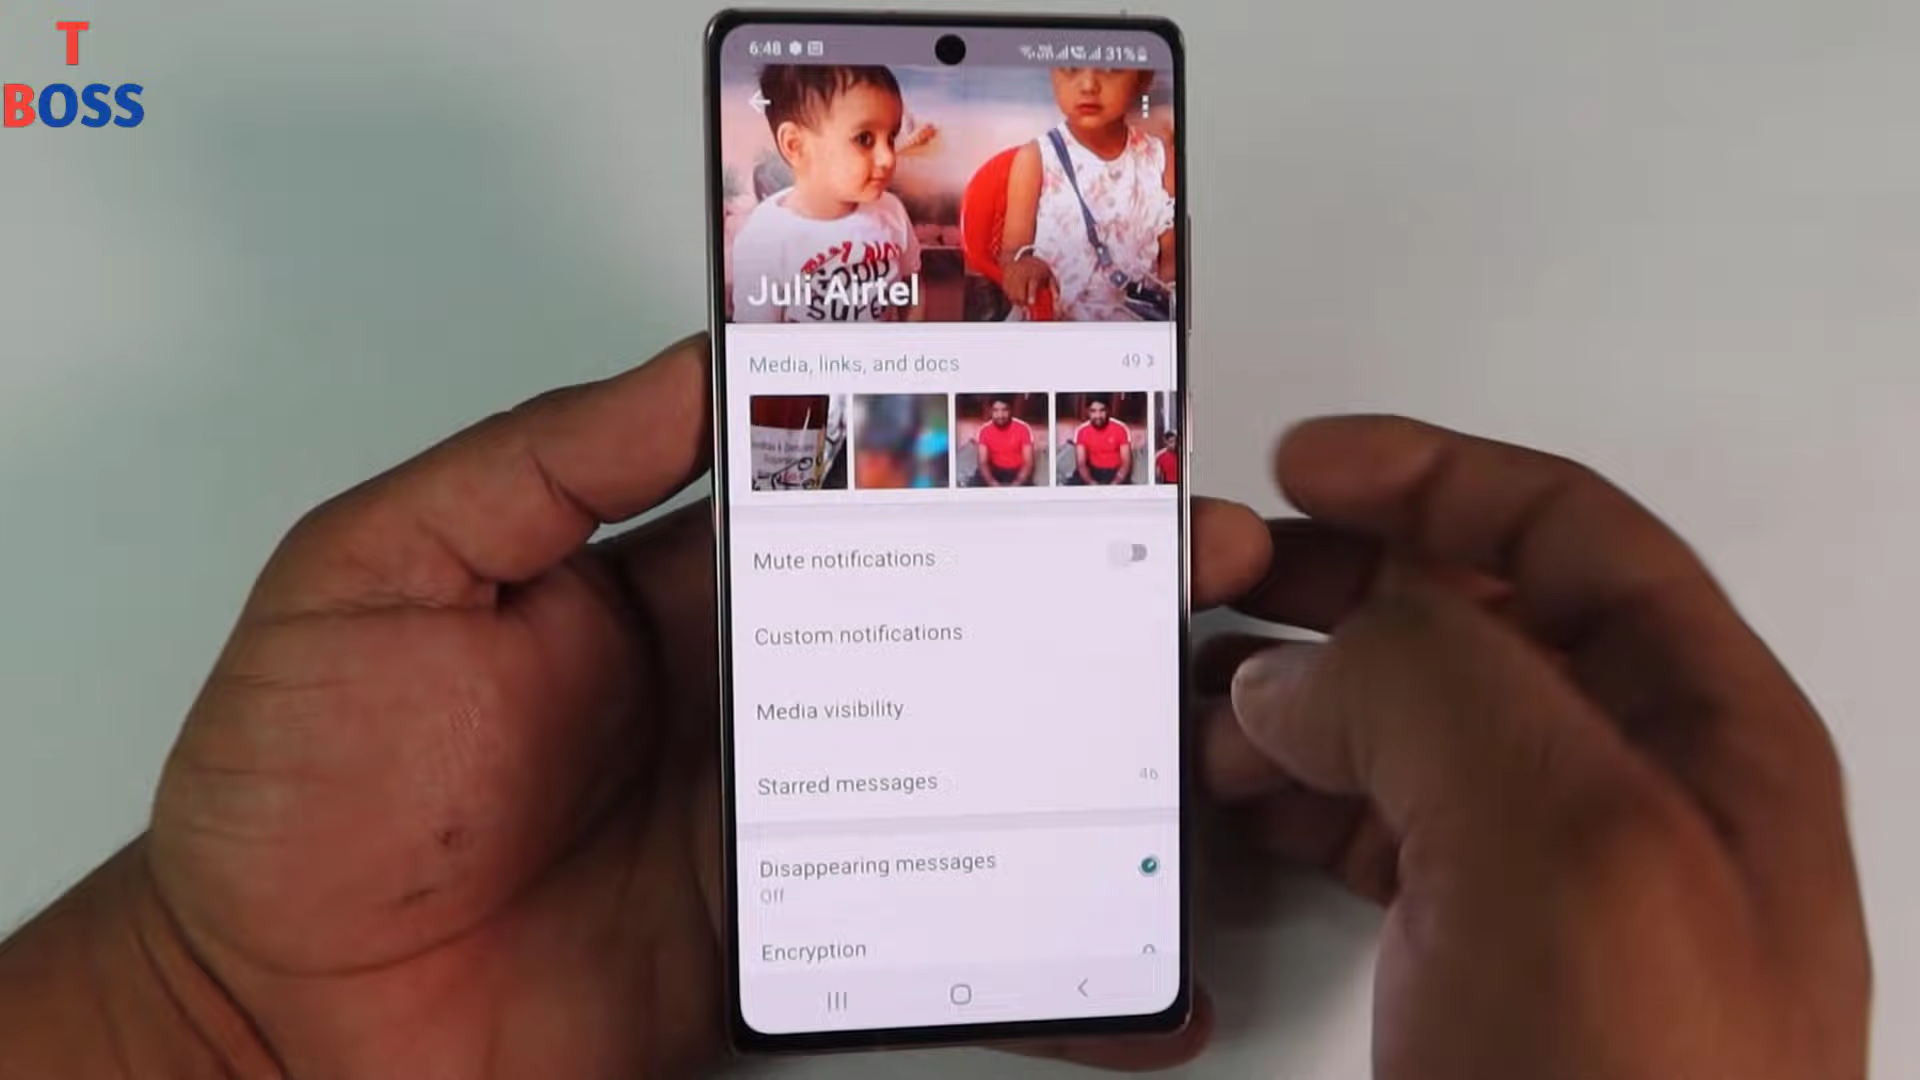 T
BOSS
6:48
31%
Juli Airtel
Media, links, and docs
49
Mute notifications
Custom notifications
Media visibility
Starred messages
46
Disappearing messages
Off
Encryption